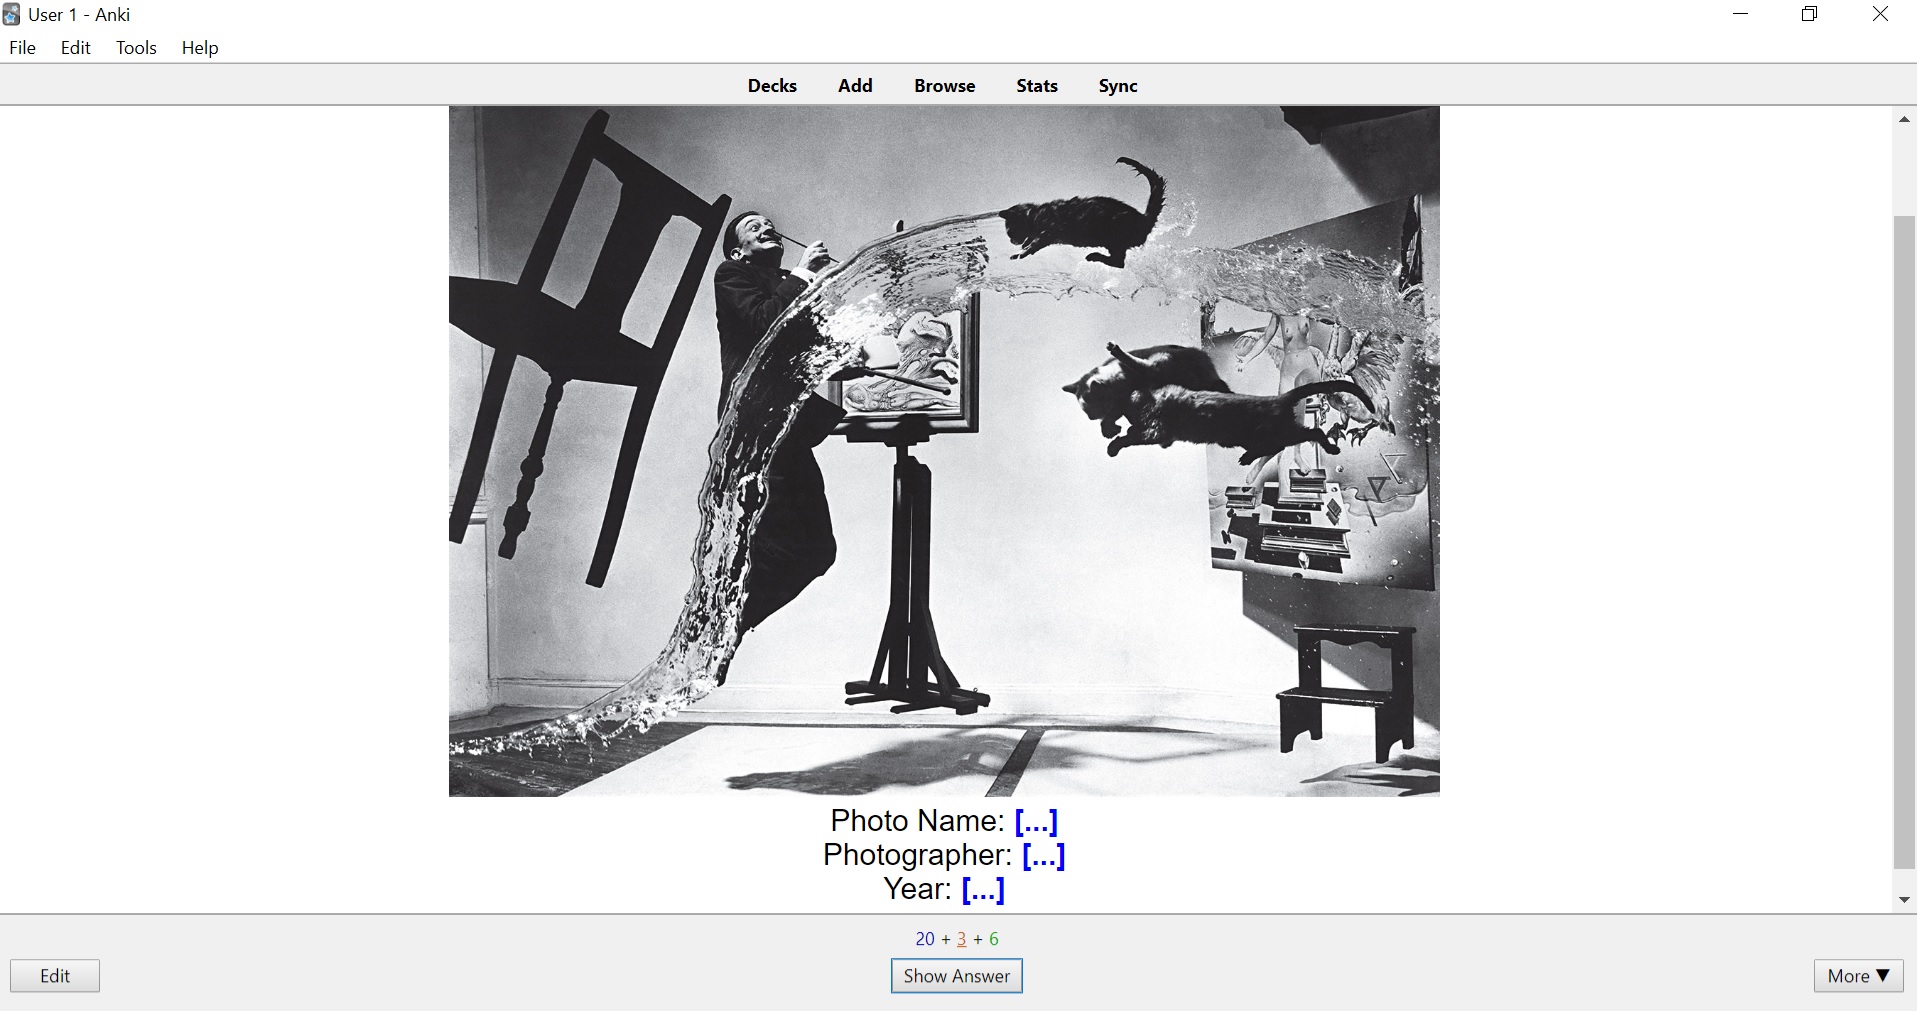 User 1 - Anki
File Edit Tools Help
Decks Add Browse Stats Sync
Photo Name: [...]
Photographer: [...]
Year: [...]
20 + 3 + 6
Edit Show Answer More ▼